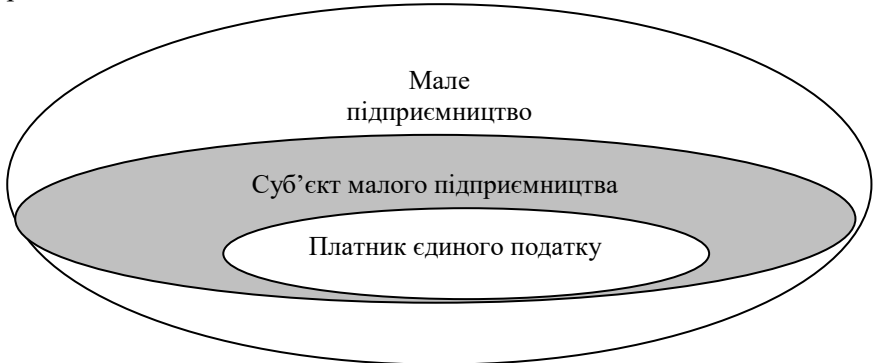 Мале
підприємництво
Суб’єкт малого підприємництва
Платник єдиного податку